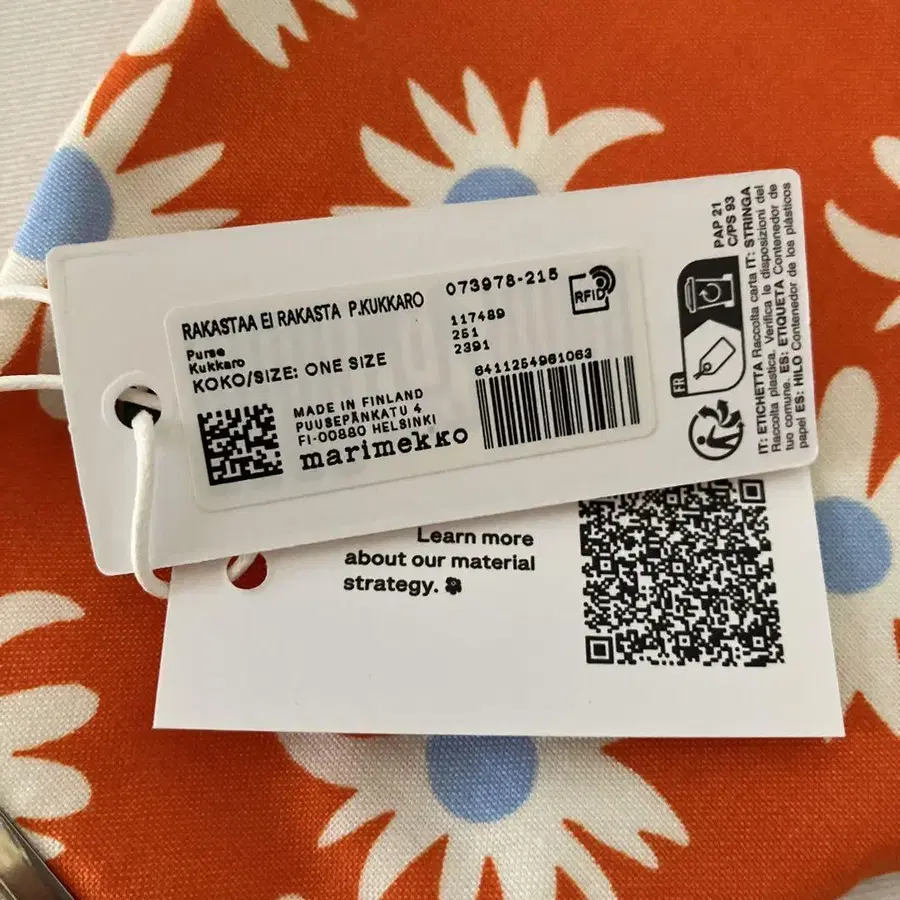 RAKASTAA EI RAKASTA P.KUKKARO
Purse
Kukkaro
KOKO/SIZE: ONE SIZE
MADE IN FINLAND
PUUSEPÄNKATU 4
FI-00880 HELSINKI
marimekko
073978-215
117489
251
2391
6411254961063
RFID
FR
PAP 21
C/PS 93
IT: ETICHETTA Raccolta carta IT: STRINGA
Raccolta plastica. Verifica le disposizioni del
tuo comune. ES: ETIQUETA Contenedor de
papel ES: HILO Contenedor de los plásticos
Learn more
about our material
strategy.